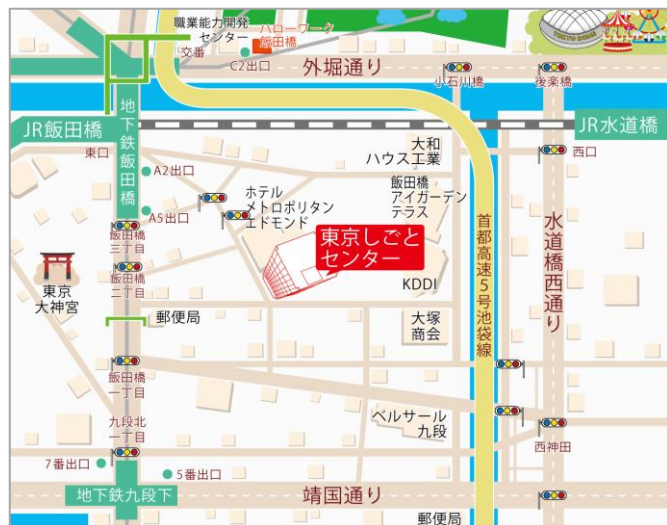 職業能力開発
センター
ハローワーク
飯田橋
交番
C2出口
外堀通り
小石川橋
後楽橋
TOKYO DOME
JR飯田橋
地下鉄飯田橋
JR水道橋
東口
西口
A2出口
A5出口
大和
ハウス工業
ホテル
メトロポリタン
エドモンド
飯田橋
アイガーデン
テラス
東京しごと
センター
首都高速5号池袋線
水道橋西通り
飯田橋
三丁目
飯田橋
二丁目
東京
大神宮
KDDI
郵便局
大塚
商会
飯田橋
一丁目
九段北
一丁目
ベルサール
九段
西神田
7番出口
5番出口
地下鉄九段下
靖国通り
郵便局